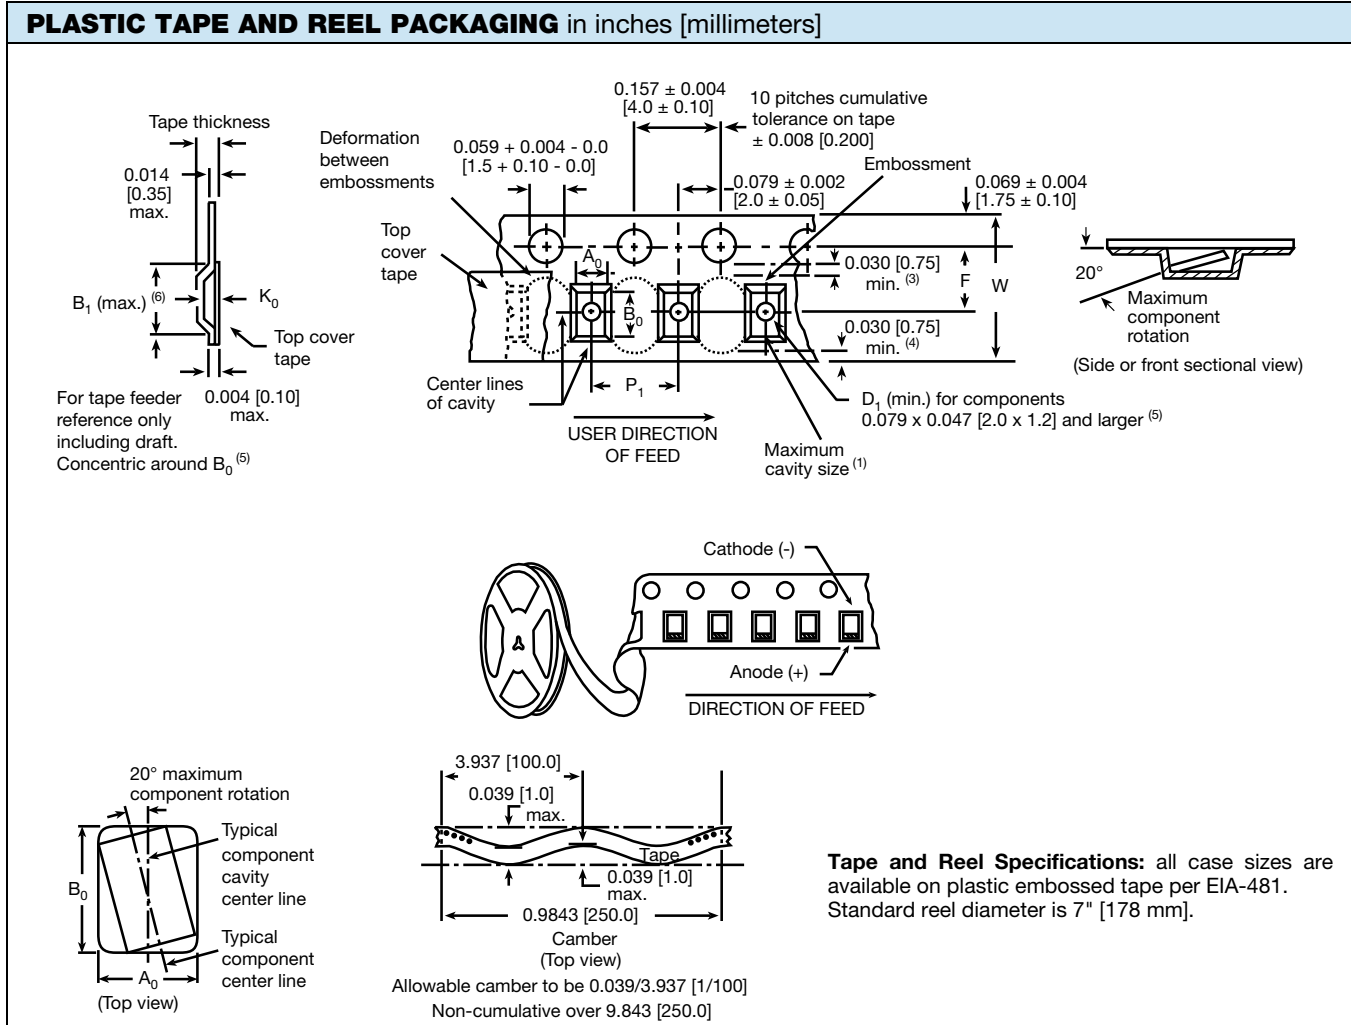 PLASTIC TAPE AND REEL PACKAGING in inches [millimeters]
Tape thickness
0.014
[0.35]
max.
B1 (max.) (6)
K0
Top cover
tape
For tape feeder
reference only
including draft.
Concentric around B0 (5)
0.004 [0.10]
max.
Deformation
between
embossments
Top
cover
tape
0.059 + 0.004 - 0.0
[1.5 + 0.10 - 0.0]
0.157 ± 0.004
[4.0 ± 0.10]
10 pitches cumulative
tolerance on tape
± 0.008 [0.200]
Embossment
0.079 ± 0.002
[2.0 ± 0.05]
0.069 ± 0.004
[1.75 ± 0.10]
A0
B0
0.030 [0.75]
min. (3)
F
W
0.030 [0.75]
min. (4)
Center lines
of cavity
P1
USER DIRECTION
OF FEED
Maximum
cavity size (1)
D1 (min.) for components
0.079 x 0.047 [2.0 x 1.2] and larger (5)
20°
Maximum
component
rotation
(Side or front sectional view)
Cathode (-)
Anode (+)
DIRECTION OF FEED
20° maximum
component rotation
Typical
component
cavity
center line
B0
Typical
component
center line
A0
(Top view)
3.937 [100.0]
0.039 [1.0]
max.
Tape
0.039 [1.0]
max.
0.9843 [250.0]
Camber
(Top view)
Allowable camber to be 0.039/3.937 [1/100]
Non-cumulative over 9.843 [250.0]
Tape and Reel Specifications: all case sizes are
available on plastic embossed tape per EIA-481.
Standard reel diameter is 7" [178 mm].